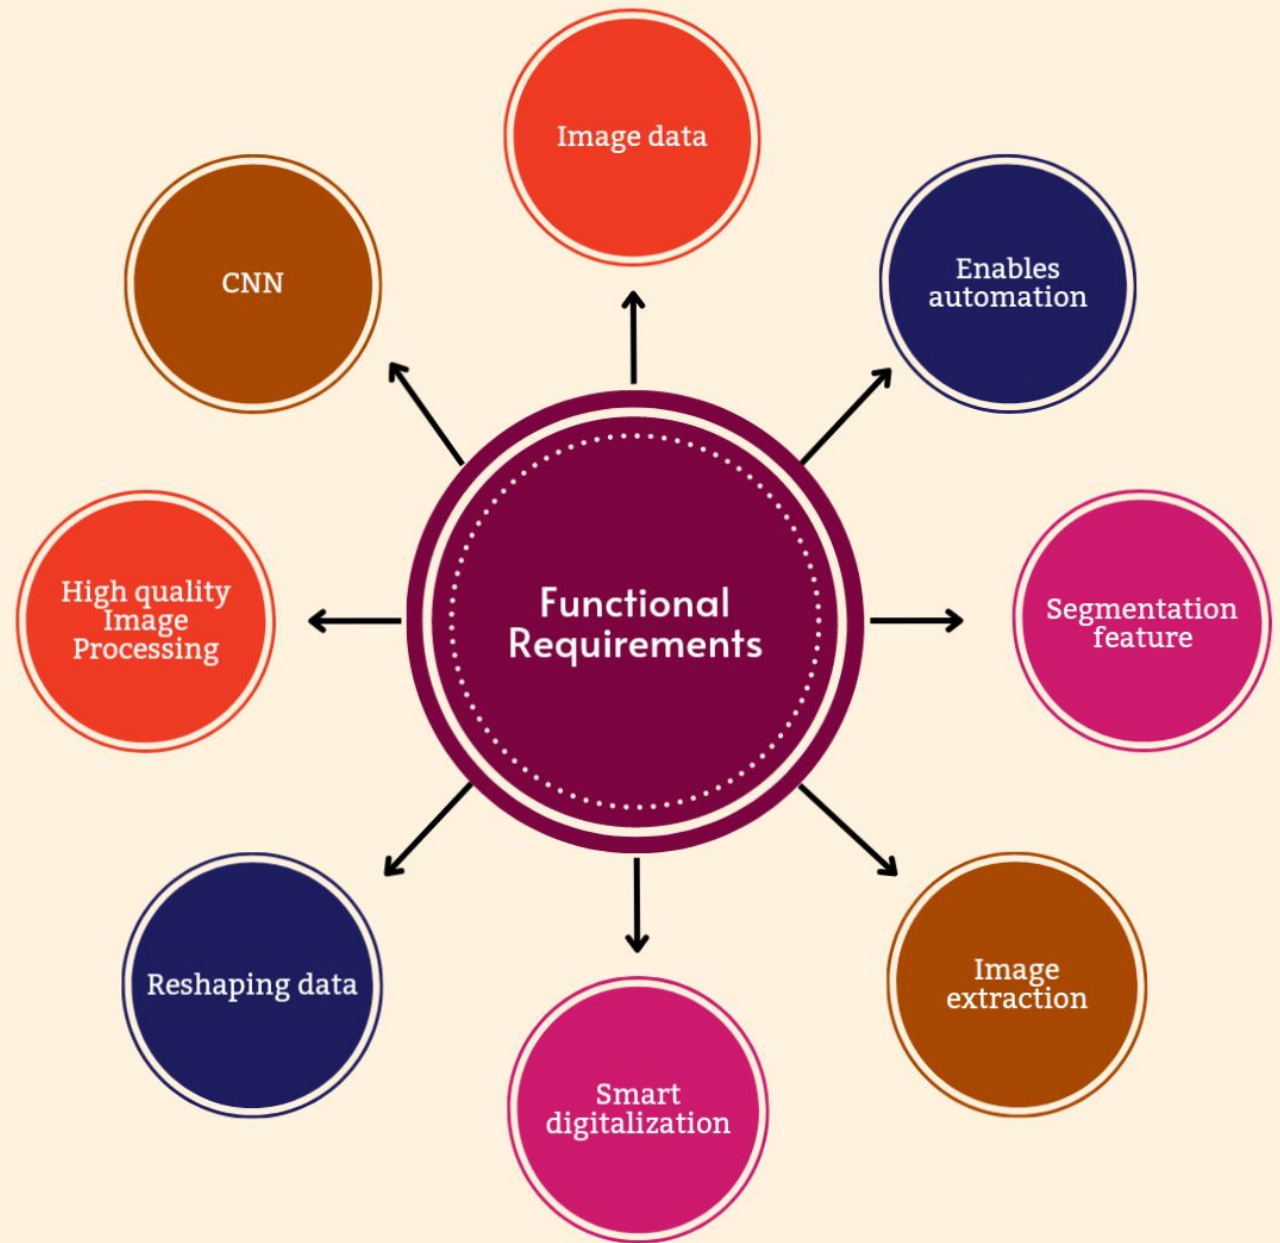 Image data
CNN
Enables
automation
High quality
Image
Processing
Functional
Requirements
Segmentation
feature
Reshaping data
Image
extraction
Smart
digitalization